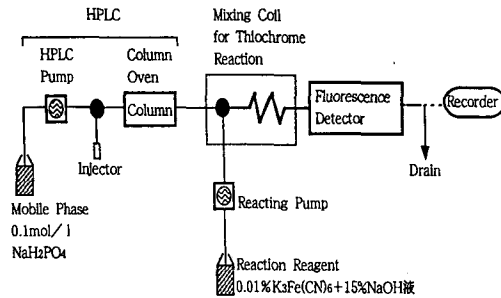 HPLC
Mixing Coil
for Thiochrome
Reaction
HPLC
Pump
Column
Oven
Column
Fluorescence
Detector
Recorder
Injector
Drain
Mobile Phase
0.1mol/l
NaH2PO4
Reacting Pump
Reaction Reagent
0.01%K3Fe(CN)6+15%NaOH液